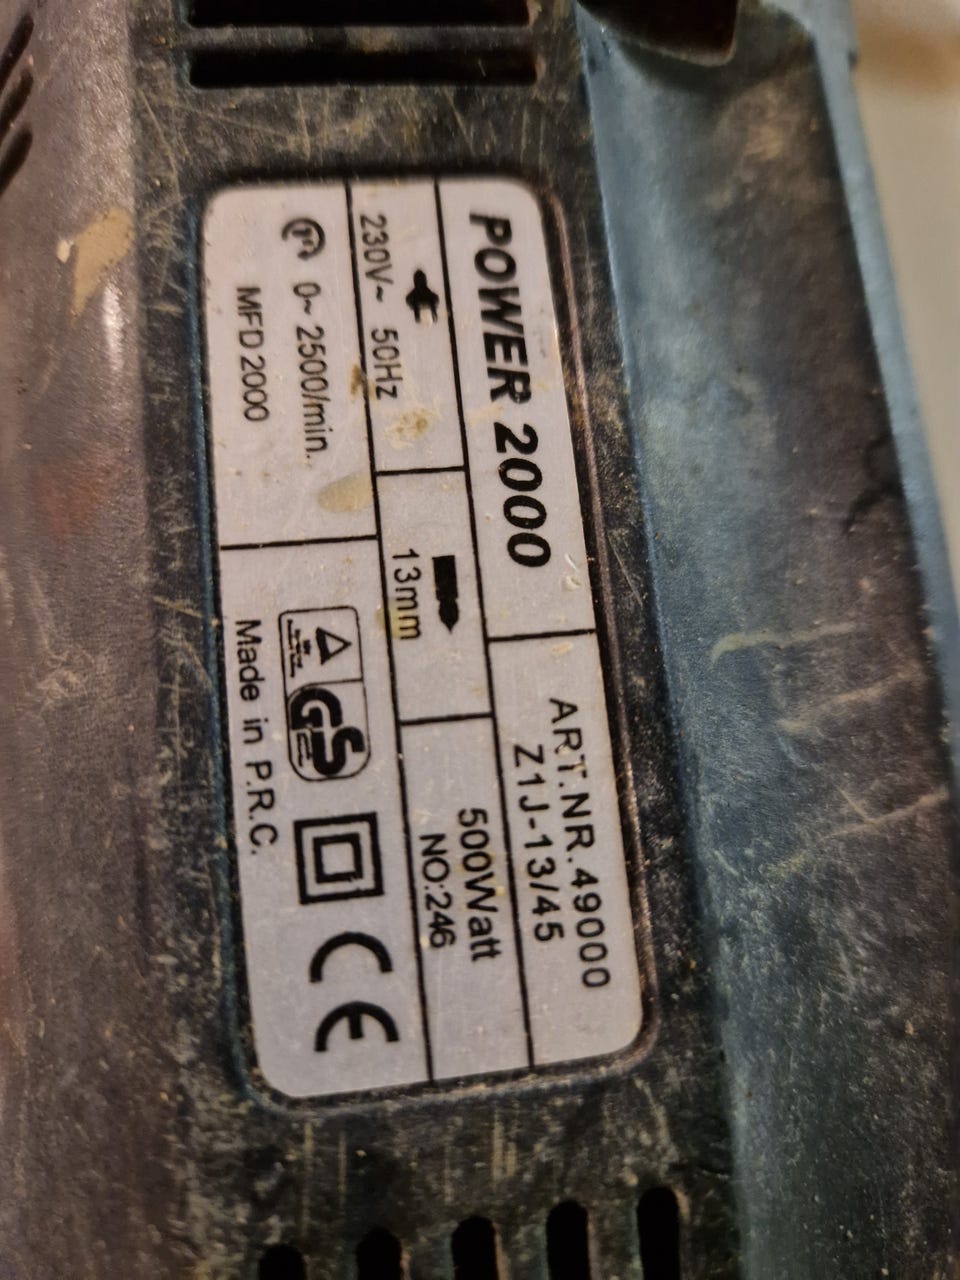 POWER 2000
ART.NR.49000
Z1J-13/45
230V~ 50Hz
13mm
500Watt
NO:246
0~ 2500/min.
MFD 2000
GS
CE
Made in P.R.C.